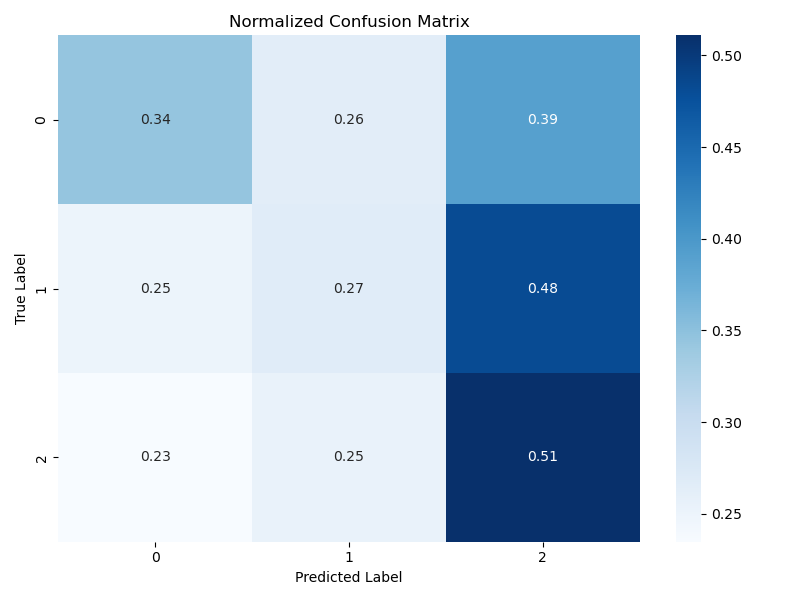 Normalized Confusion Matrix
True Label
0
0.34 0.26 0.39
1
0.25 0.27 0.48
2
0.23 0.25 0.51
0 1 2
Predicted Label
0.50
0.45
0.40
0.35
0.30
0.25